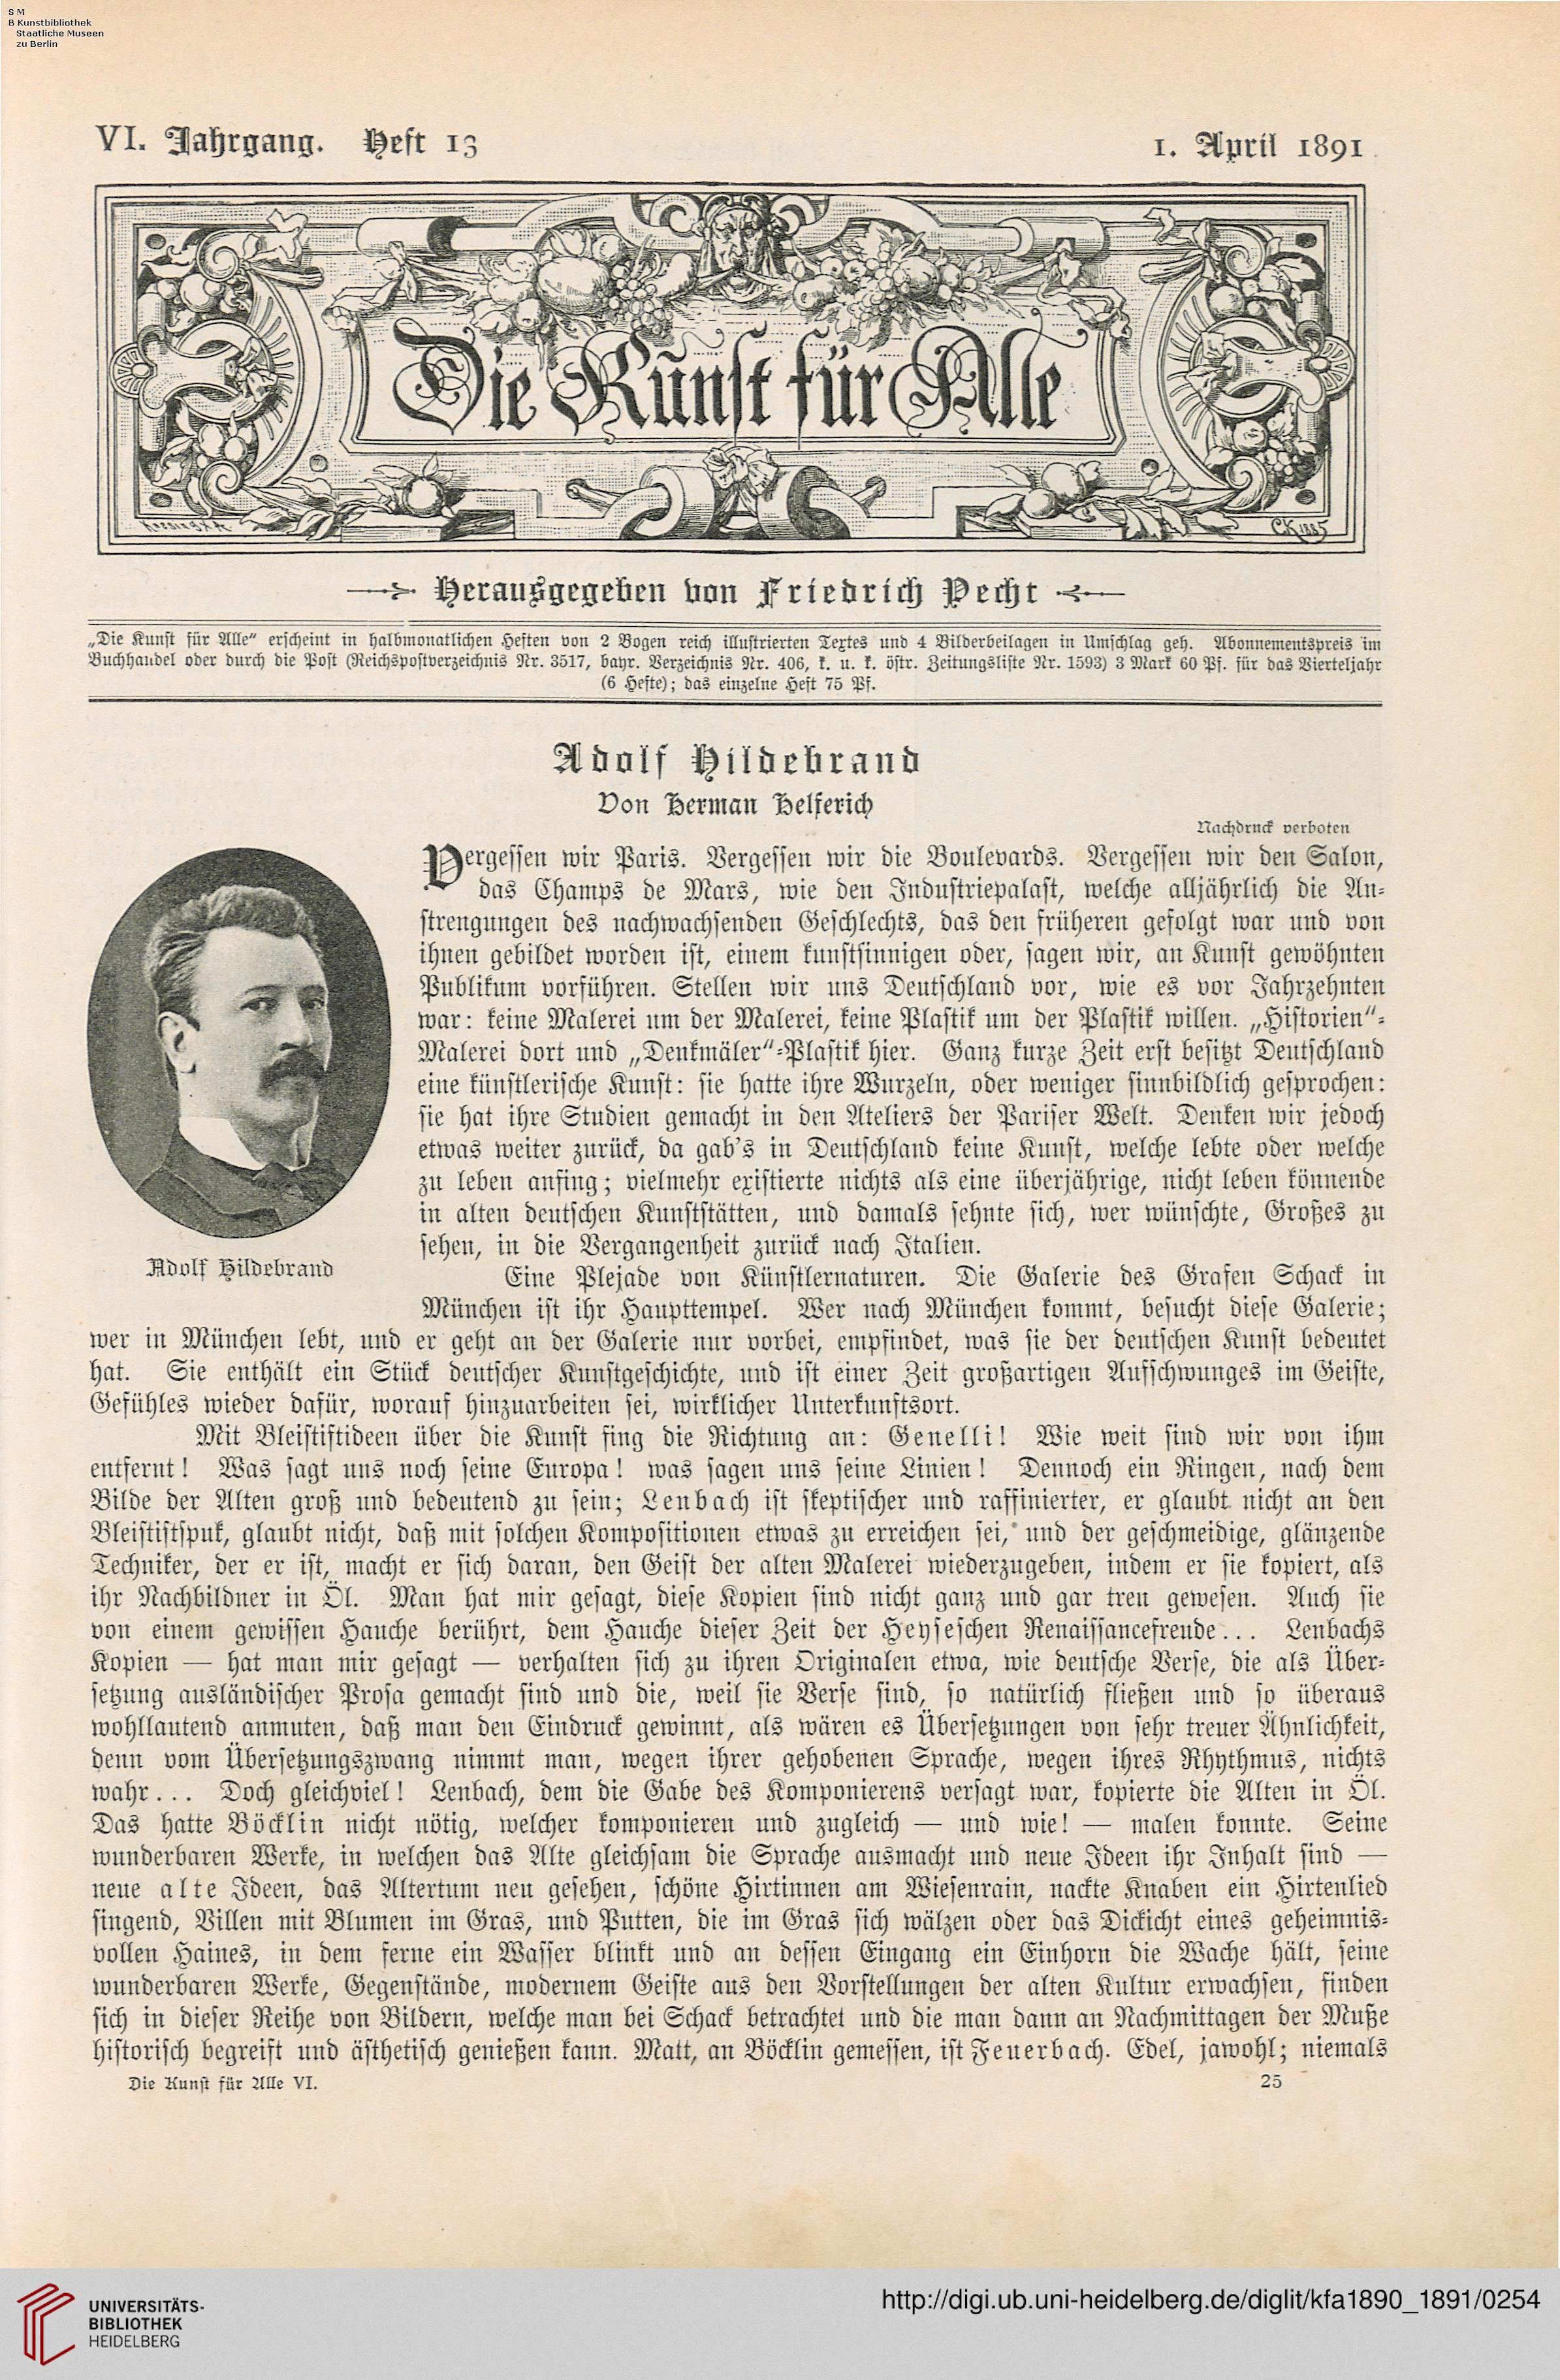 S M
B Kunstbibliothek
Staatliche Museen
zu Berlin
VI. Jahrgang. Heft 13
1. April 1891
Die Kunst für Alle
CK 1885
Herausgegeben von Friedrich Pecht
„Die Kunst für Alle“ erscheint in halbmonatlichen Heften von 2 Bogen reich illustrierten Textes und 4 Bilderbeilagen in Umschlag geh. Abonnementspreis im
Buchhandel oder durch die Post (Reichspostverzeichnis Nr. 3517, bayr. Verzeichnis Nr. 406, k. u. k. östr. Zeitungsliste Nr. 1593) 3 Mark 60 Pf. für das Vierteljahr
(6 Hefte); das einzelne Heft 75 Pf.
Adolf Hildebrand
Von Herman Helferich
Nachdruck verboten
Vergessen wir Paris. Vergessen wir die Boulevards. Vergessen wir den Salon,
das Champs de Mars, wie den Industriepalast, welche alljährlich die An-
strengungen des nachwachsenden Geschlechts, das den früheren gefolgt war und von
ihnen gebildet worden ist, einem kunstsinnigen oder, sagen wir, an Kunst gewöhnten
Publikum vorführen. Stellen wir uns Deutschland vor, wie es vor Jahrzehnten
war: keine Malerei um der Malerei, keine Plastik um der Plastik willen. „Historien“-
Malerei dort und „Denkmäler“-Plastik hier. Ganz kurze Zeit erst besitzt Deutschland
eine künstlerische Kunst: sie hatte ihre Wurzeln, oder weniger sinnbildlich gesprochen:
sie hat ihre Studien gemacht in den Ateliers der Pariser Welt. Denken wir jedoch
etwas weiter zurück, da gab’s in Deutschland keine Kunst, welche lebte oder welche
zu leben anfing; vielmehr existierte nichts als eine überjährige, nicht leben könnende
in alten deutschen Kunststätten, und damals sehnte sich, wer wünschte, Großes zu
sehen, in die Vergangenheit zurück nach Italien.
Adolf Hildebrand
Eine Plejade von Künstlernaturen. Die Galerie des Grafen Schack in
München ist ihr Haupttempel. Wer nach München kommt, besucht diese Galerie;
wer in München lebt, und er geht an der Galerie nur vorbei, empfindet, was sie der deutschen Kunst bedeutet
hat. Sie enthält ein Stück deutscher Kunstgeschichte, und ist einer Zeit großartigen Aufschwunges im Geiste,
Gefühles wieder dafür, worauf hinzuarbeiten sei, wirklicher Unterkunftsort.
Mit Bleistiftideen über die Kunst fing die Richtung an: Genelli! Wie weit sind wir von ihm
entfernt! Was sagt uns noch seine Europa! was sagen uns seine Linien! Dennoch ein Ringen, nach dem
Bilde der Alten groß und bedeutend zu sein; Lenbach ist skeptischer und raffinierter, er glaubt nicht an den
Bleistiftspuk, glaubt nicht, daß mit solchen Kompositionen etwas zu erreichen sei, und der geschmeidige, glänzende
Techniker, der er ist, macht er sich daran, den Geist der alten Malerei wiederzugeben, indem er sie kopiert, als
ihr Nachbildner in Öl. Man hat mir gesagt, diese Kopien sind nicht ganz und gar treu gewesen. Auch sie
von einem gewissen Hauche berührt, dem Hauche dieser Zeit der Heyseschen Renaissancefreude... Lenbachs
Kopien — hat man mir gesagt — verhalten sich zu ihren Originalen etwa, wie deutsche Verse, die als Über-
setzung ausländischer Prosa gemacht sind und die, weil sie Verse sind, so natürlich fließen und so überaus
wohllautend anmuten, daß man den Eindruck gewinnt, als wären es Übersetzungen von sehr treuer Ähnlichkeit,
denn vom Übersetzungszwang nimmt man, wegen ihrer gehobenen Sprache, wegen ihres Rhythmus, nichts
wahr... Doch gleichviel! Lenbach, dem die Gabe des Komponierens versagt war, kopierte die Alten in Öl.
Das hatte Böcklin nicht nötig, welcher komponieren und zugleich — und wie! — malen konnte. Seine
wunderbaren Werke, in welchen das Alte gleichsam die Sprache ausmacht und neue Ideen ihr Inhalt sind —
neue alte Ideen, das Altertum neu gesehen, schöne Hirtinnen am Wiesenrain, nackte Knaben ein Hirtenlied
singend, Villen mit Blumen im Gras, und Putten, die im Gras sich wälzen oder das Dickicht eines geheimnis-
vollen Haines, in dem ferne ein Wasser blinkt und an dessen Eingang ein Einhorn die Wache hält, seine
wunderbaren Werke, Gegenstände, modernem Geiste aus den Vorstellungen der alten Kultur erwachsen, finden
sich in dieser Reihe von Bildern, welche man bei Schack betrachtet und die man dann an Nachmittagen der Muße
historisch begreift und ästhetisch genießen kann. Matt, an Böcklin gemessen, ist Feuerbach. Edel, jawohl; niemals
Die Kunst für Alle VI.
25
UNIVERSITÄTS-
BIBLIOTHEK
HEIDELBERG
http://digi.ub.uni-heidelberg.de/diglit/kfa1890_1891/0254